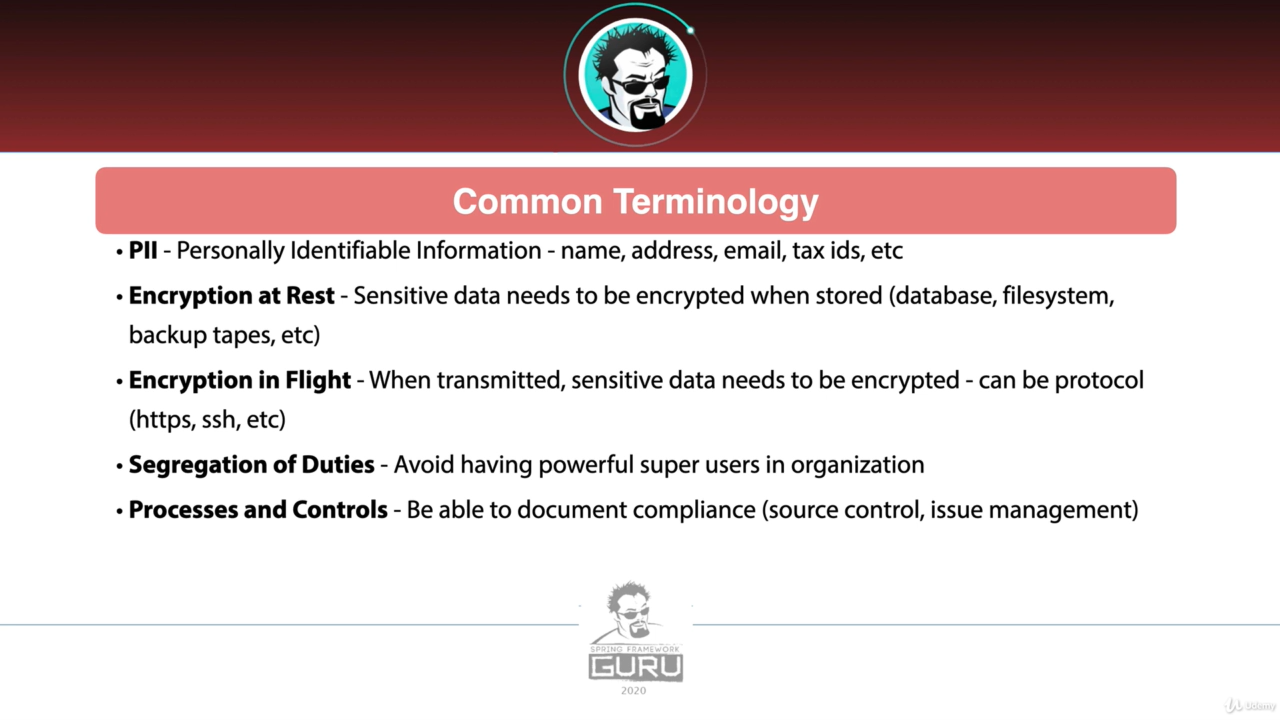 Common Terminology
• PII - Personally Identifiable Information - name, address, email, tax ids, etc
• Encryption at Rest - Sensitive data needs to be encrypted when stored (database, filesystem,
backup tapes, etc)
• Encryption in Flight - When transmitted, sensitive data needs to be encrypted - can be protocol
(https, ssh, etc)
• Segregation of Duties - Avoid having powerful super users in organization
• Processes and Controls - Be able to document compliance (source control, issue management)
SPRING FRAMEWORK
GURU
2020
Udemy